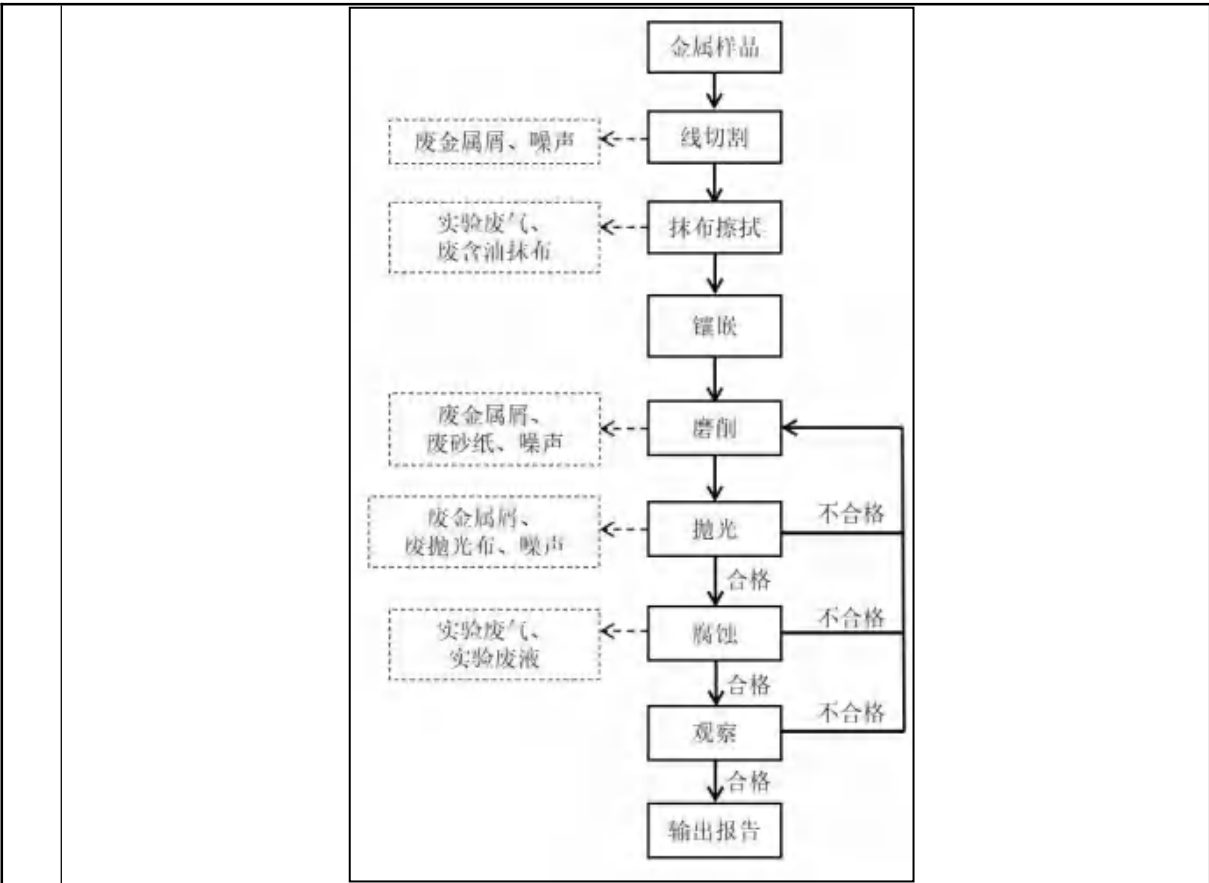 金属样品
废金属屑、噪声
线切割
实验废气、
废含油抹布
抹布擦拭
镶嵌
废金属屑、
废砂纸、噪声
磨削
废金属屑、
废抛光布、噪声
抛光
不合格
合格
实验废气、
实验废液
腐蚀
不合格
合格
观察
不合格
合格
输出报告